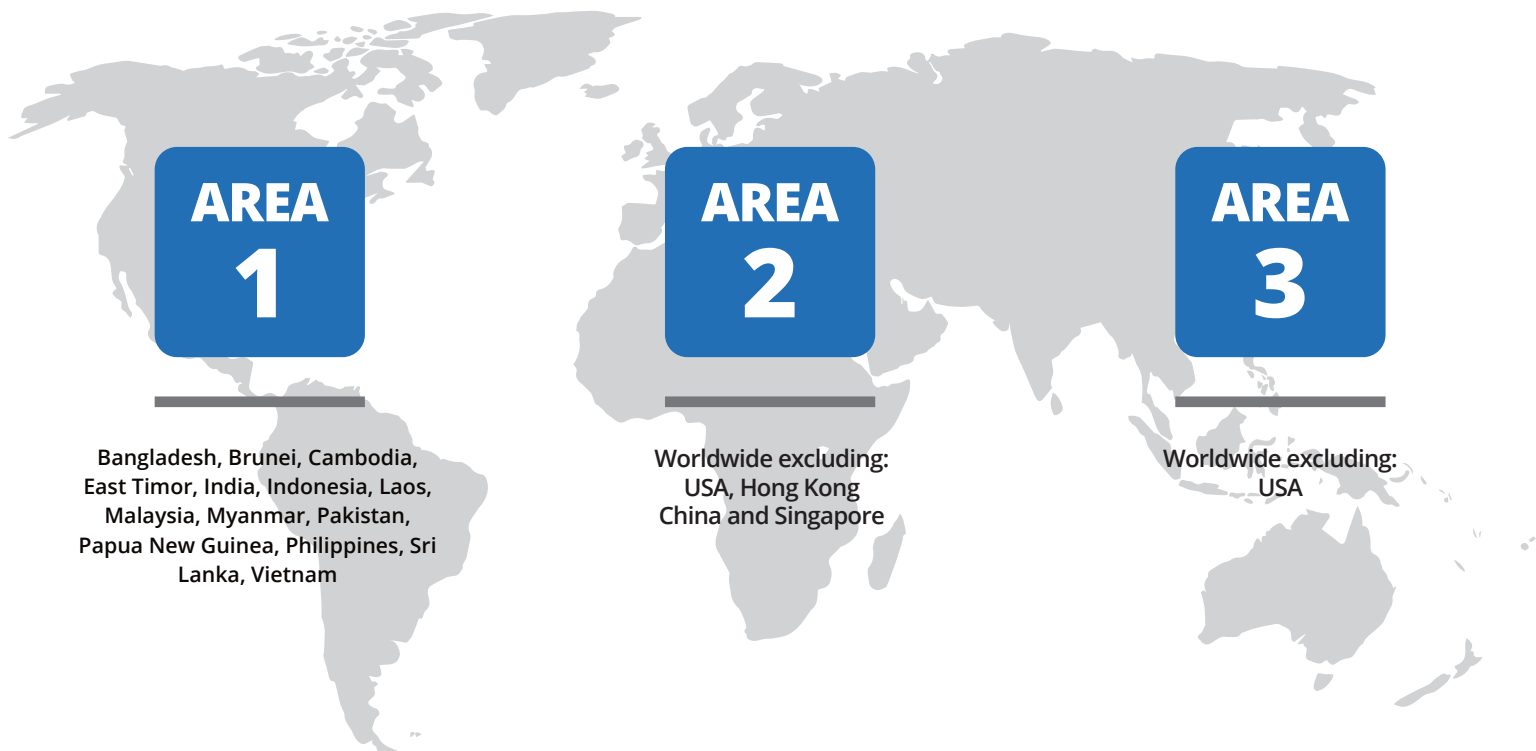 AREA
1
Bangladesh, Brunei, Cambodia,
East Timor, India, Indonesia, Laos,
Malaysia, Myanmar, Pakistan,
Papua New Guinea, Philippines, Sri
Lanka, Vietnam
AREA
2
Worldwide excluding:
USA, Hong Kong
China and Singapore
AREA
3
Worldwide excluding:
USA